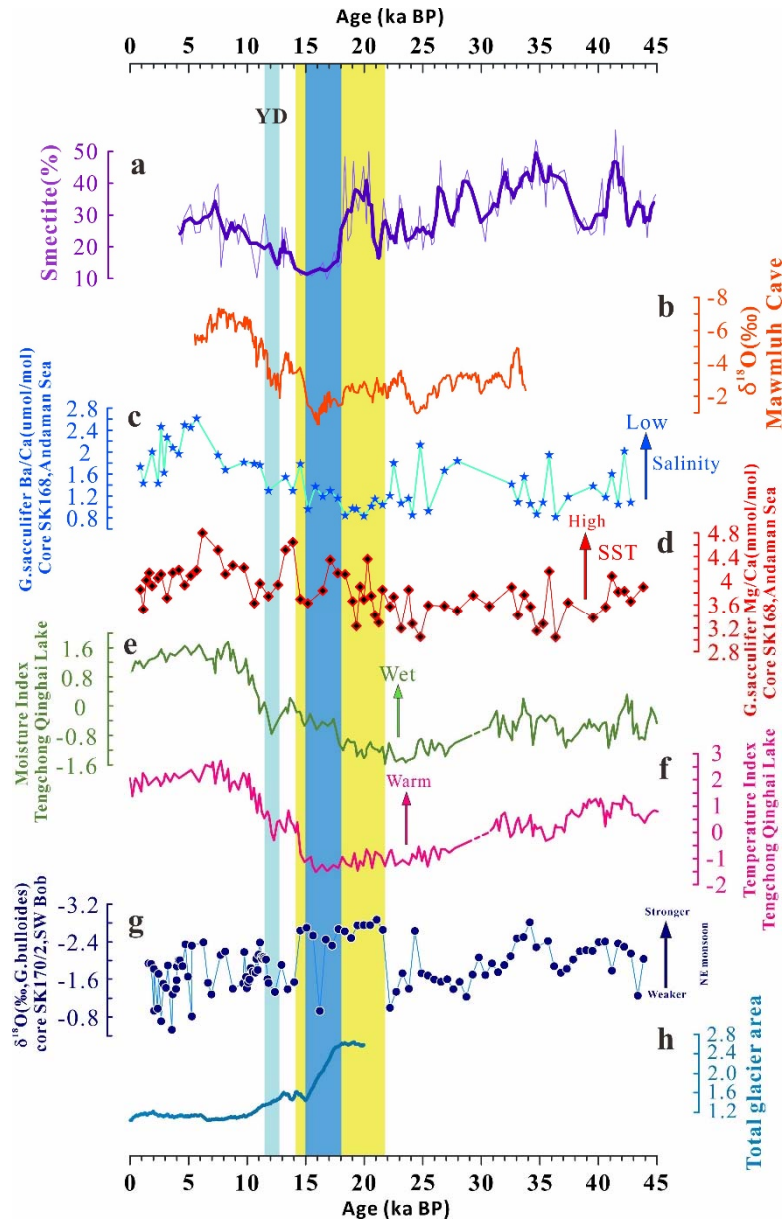 Age (ka BP)
0 5 10 15 20 25 30 35 40 45
YD
a
Smectite(%)
50
40
30
20
10
b
-8
-6
-4
-2
δ¹⁸O(‰)
Mawmluh Cave
c
G.sacculifer Ba/Ca(umol/mol)
Core SK168,Andaman Sea
2.8
2.4
2
1.6
1.2
0.8
Low
Salinity
d
High
SST
4.8
4.4
4
3.6
3.2
2.8
G.sacculifer Mg/Ca(mmol/mol)
Core SK168,Andaman Sea
e
Moisture Index
Tengchong Qinghai Lake
1.6
0.8
0
-0.8
-1.6
Wet
f
Warm
3
2
1
0
-1
-2
Temperature Index
Tengchong Qinghai Lake
g
δ¹⁸O(‰,G.bulloides)
core SK170/2,SW Bob
-3.2
-2.4
-1.6
-0.8
Stronger
NE monsoon
Weaker
h
2.8
2.4
2.0
1.6
1.2
Total glacier area
0 5 10 15 20 25 30 35 40 45
Age (ka BP)